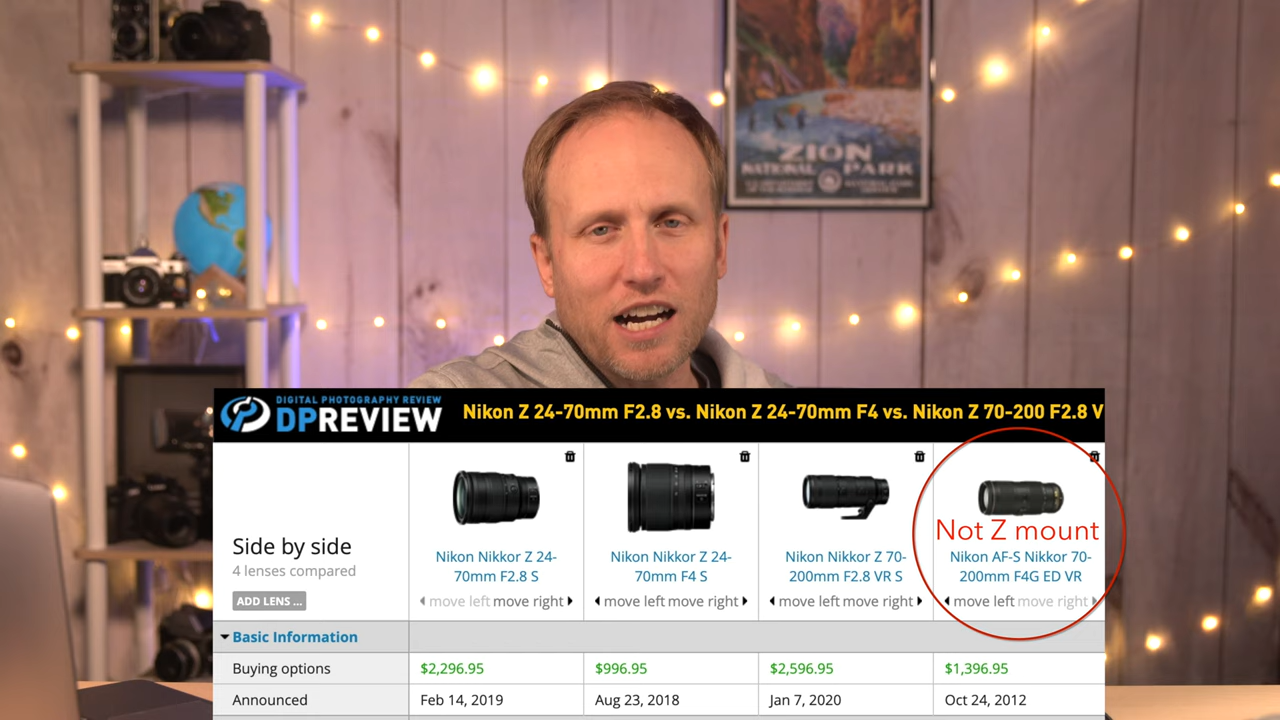 ZION
NATIONAL PARK
DIGITAL PHOTOGRAPHY REVIEW
DPREVIEW
Nikon Z 24-70mm F2.8 vs. Nikon Z 24-70mm F4 vs. Nikon Z 70-200 F2.8 V
Side by side
4 lenses compared
ADD LENS ...
Nikon Nikkor Z 24-
70mm F2.8 S
move left move right
Nikon Nikkor Z 24-
70mm F4 S
move left move right
Nikon Nikkor Z 70-
200mm F2.8 VR S
move left move right
Not Z mount
Nikon AF-S Nikkor 70-
200mm F4G ED VR
move left move right
Basic Information
Buying options $2,296.95 $996.95 $2,596.95 $1,396.95
Announced Feb 14, 2019 Aug 23, 2018 Jan 7, 2020 Oct 24, 2012